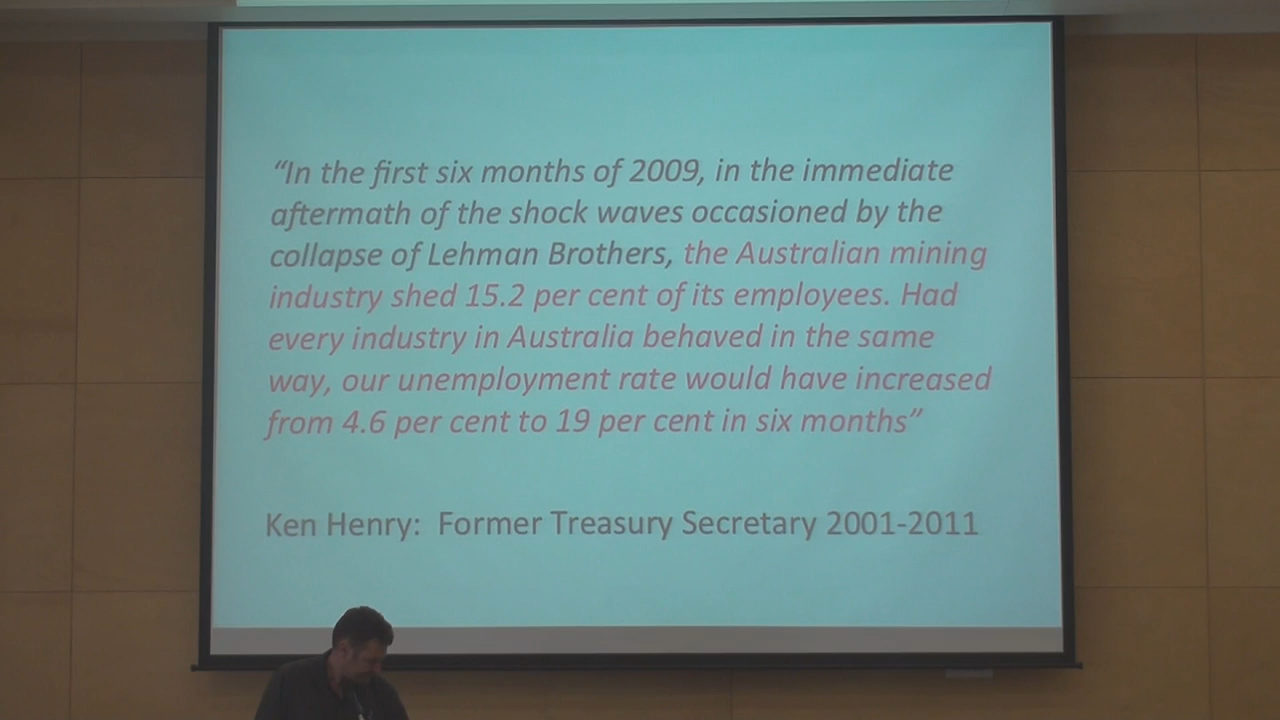 “In the first six months of 2009, in the immediate
aftermath of the shock waves occasioned by the
collapse of Lehman Brothers, the Australian mining
industry shed 15.2 per cent of its employees. Had
every industry in Australia behaved in the same
way, our unemployment rate would have increased
from 4.6 per cent to 19 per cent in six months”
Ken Henry: Former Treasury Secretary 2001-2011